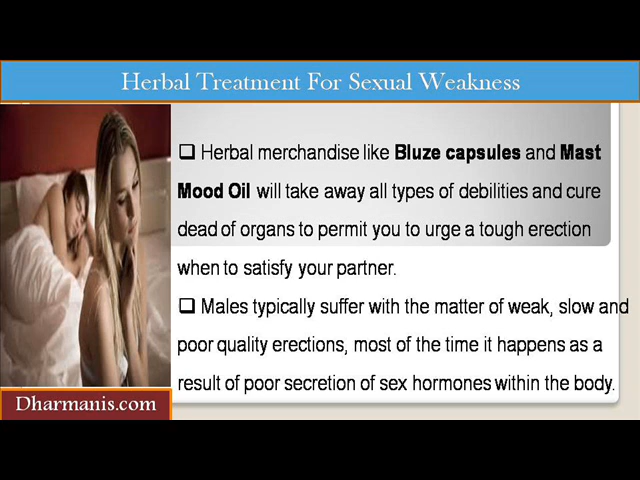 Herbal Treatment For Sexual Weakness
❑ Herbal merchandise like Bluze capsules and Mast
Mood Oil will take away all types of debilities and cure
dead of organs to permit you to urge a tough erection
when to satisfy your partner.
❑ Males typically suffer with the matter of weak, slow and
poor quality erections, most of the time it happens as a
result of poor secretion of sex hormones within the body.
Dharmanis.com